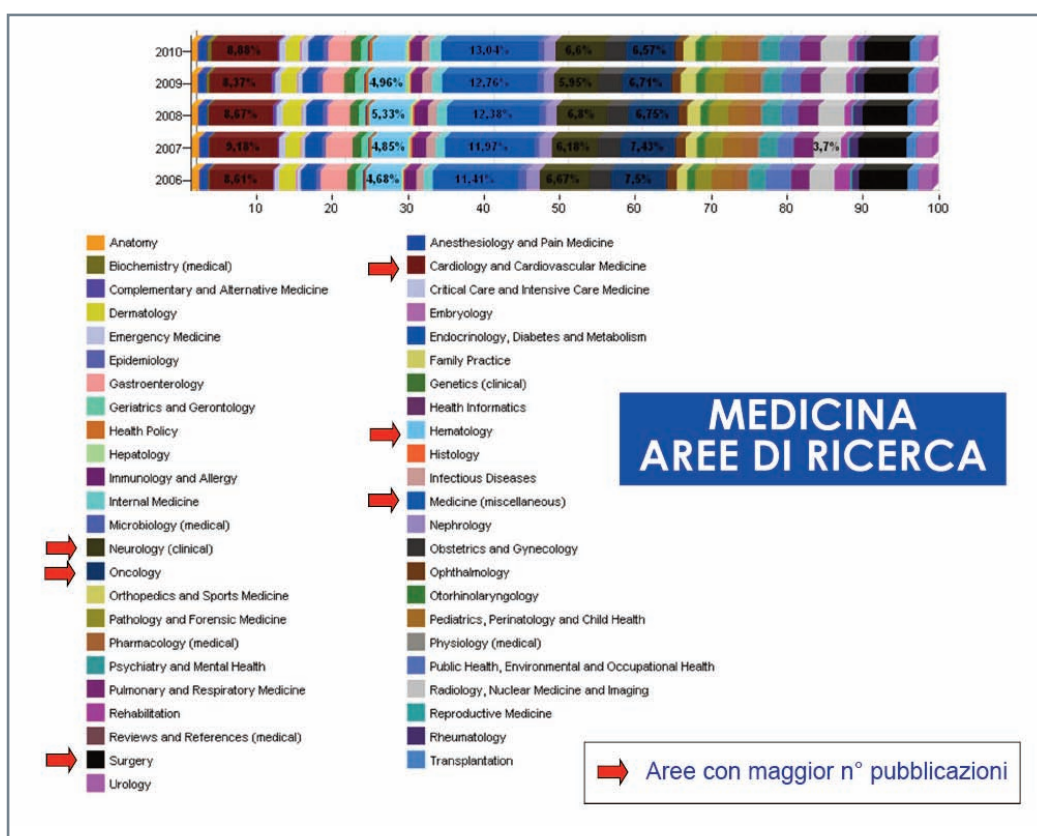 2010 8,88% 13,04% 6,6% 6,57%
2009 8,37% 4,96% 12,76% 5,95% 6,71%
2008 8,67% 5,33% 12,38% 6,8% 6,75%
2007 9,18% 4,85% 11,97% 6,18% 7,43% 3,7%
2006 8,61% 4,68% 11,41% 6,67% 7,5%
10 20 30 40 50 60 70 80 90 100
Anatomy
Biochemistry (medical)
Complementary and Alternative Medicine
Dermatology
Emergency Medicine
Epidemiology
Gastroenterology
Geriatrics and Gerontology
Health Policy
Hepatology
Immunology and Allergy
Internal Medicine
Microbiology (medical)
Neurology (clinical)
Oncology
Orthopedics and Sports Medicine
Pathology and Forensic Medicine
Pharmacology (medical)
Psychiatry and Mental Health
Pulmonary and Respiratory Medicine
Rehabilitation
Reviews and References (medical)
Surgery
Urology
Anesthesiology and Pain Medicine
Cardiology and Cardiovascular Medicine
Critical Care and Intensive Care Medicine
Embryology
Endocrinology, Diabetes and Metabolism
Family Practice
Genetics (clinical)
Health Informatics
Hematology
Histology
Infectious Diseases
Medicine (miscellaneous)
Nephrology
Obstetrics and Gynecology
Ophthalmology
Otorhinolaryngology
Pediatrics, Perinatology and Child Health
Physiology (medical)
Public Health, Environmental and Occupational Health
Radiology, Nuclear Medicine and Imaging
Reproductive Medicine
Rheumatology
Transplantation
MEDICINA
AREE DI RICERCA
Aree con maggior n° pubblicazioni